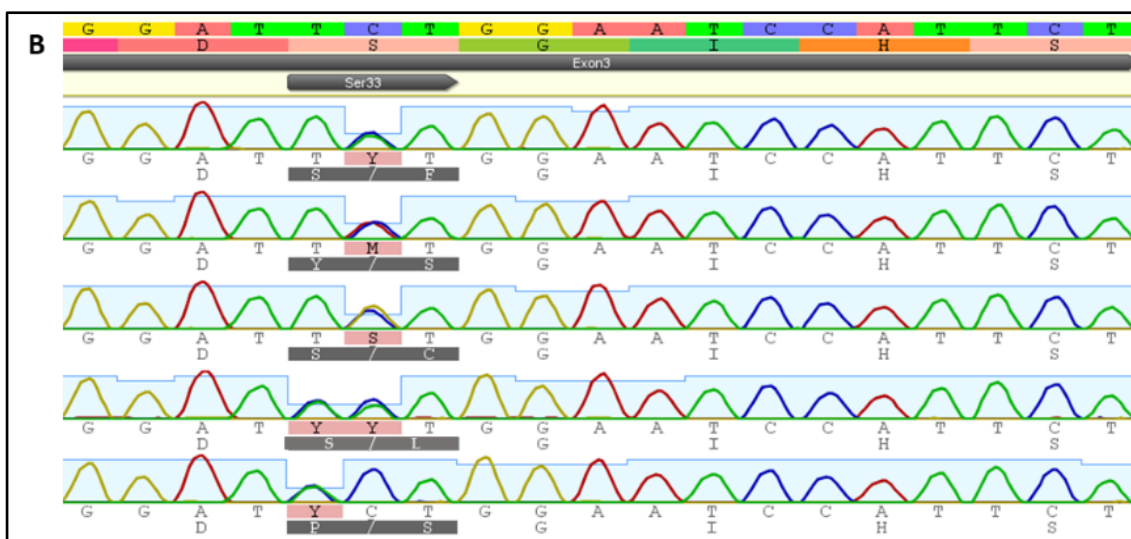 B
G G A T T C T G G A A T C C A T T C T
D S G I H S
Exon3
Ser33
G G A T T Y T G G A A T C C A T T C T
D S / F G I H S
G G A T T M T G G A A T C C A T T C T
D Y / S G I H S
G G A T T S T G G A A T C C A T T C T
D S / C G I H S
G G A T Y Y T G G A A T C C A T T C T
D S / L G I H S
G G A T Y C T G G A A T C C A T T C T
D P / S G I H S